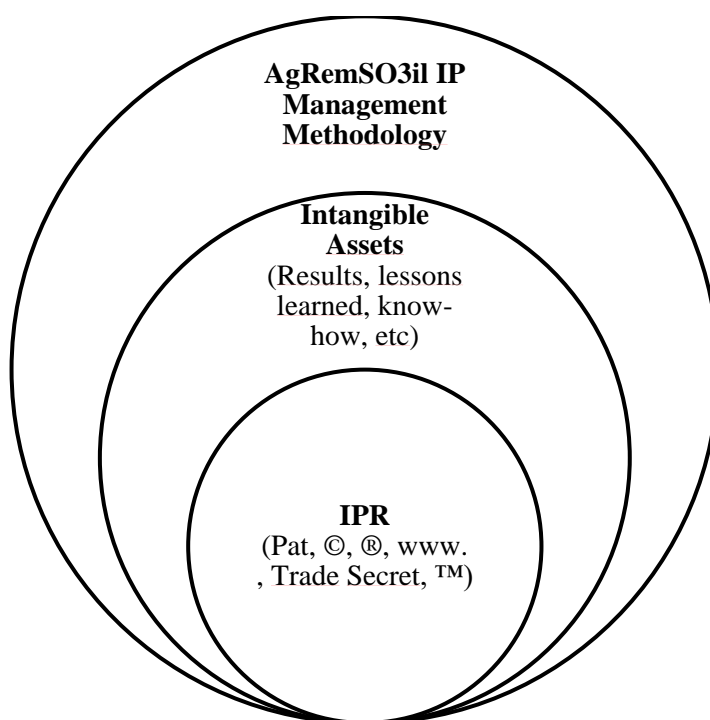 AgRemSO3il IP
Management
Methodology
Intangible
Assets
(Results, lessons
learned, know-
how, etc)
IPR
(Pat, ©, ®, www.
, Trade Secret, ™)